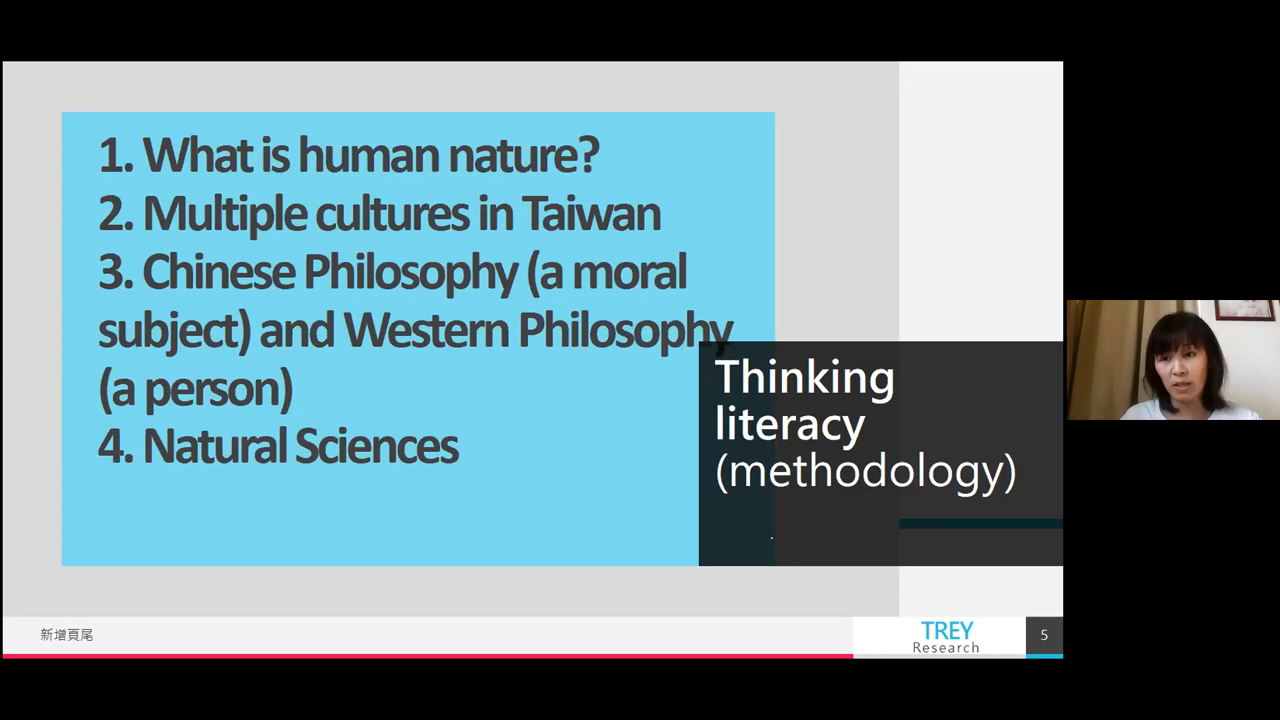 1. What is human nature?
2. Multiple cultures in Taiwan
3. Chinese Philosophy (a moral
subject) and Western Philosophy
(a person)
4. Natural Sciences
Thinking
literacy
(methodology)
.
新增頁尾
TREY
Research
5